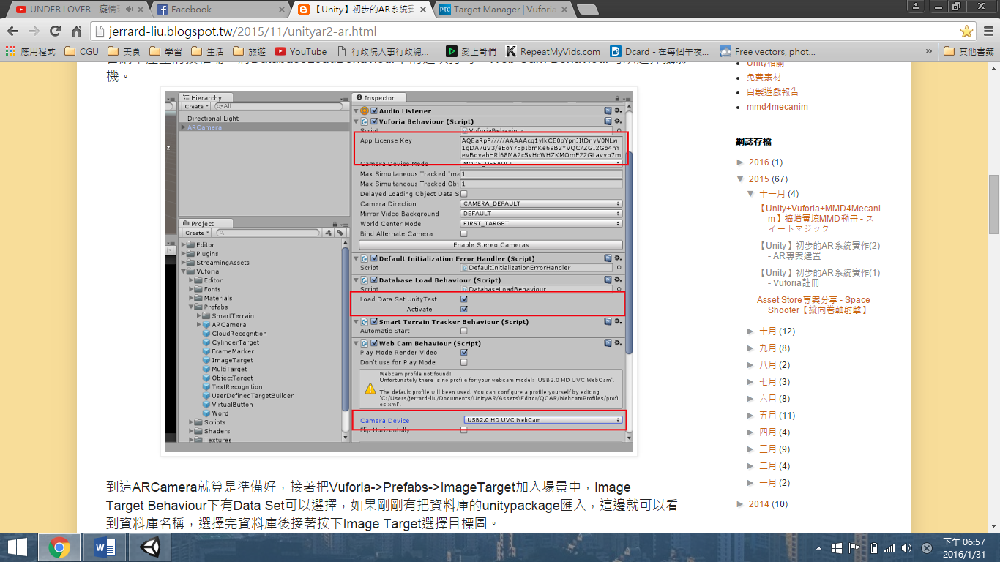 UNDER LOVER - 癡情
Facebook
【Unity】初步的AR系統實
Target Manager | Vuforia
jerrard-liu.blogspot.tw/2015/11/unityar2-ar.html
應用程式
CGU
美食
學習
生活
旅遊
YouTube
行政院人事行政總...
愛上哥們
RepeatMyVids.com
Dcard - 在每個午夜...
Free vectors, phot...
»
其他書籤
機。
Hierarchy
Create
All
Directional Light
ARCamera
Project
Create
Editor
Plugins
StreamingAssets
Vuforia
Editor
Fonts
Materials
Prefabs
SmartTerrain
ARCamera
CloudRecognition
CylinderTarget
FrameMarker
ImageTarget
MultiTarget
ObjectTarget
TextRecognition
UserDefinedTargetBuilder
VirtualButton
Word
Scripts
Shaders
Textures
Inspector
Audio Listener
Vuforia Behaviour (Script)
Script VuforiaBehaviour
App License Key
Camera Device Mode MODE_DEFAULT
Max Simultaneous Tracked Ima 1
Max Simultaneous Tracked Obj 1
Delayed Loading Object Data S
Camera Direction CAMERA_DEFAULT
Mirror Video Background DEFAULT
World Center Mode FIRST_TARGET
Bind Alternate Camera
Enable Stereo Cameras
Default Initialization Error Handler (Script)
Script DefaultInitializationErrorHandler
Database Load Behaviour (Script)
Script DatabaseLoadBehaviour
Load Data Set UnityTest
Activate
Smart Terrain Tracker Behaviour (Script)
Automatic Start
Web Cam Behaviour (Script)
Play Mode Render Video
Don't use for Play Mode
Webcam profile not found!
Unfortunately there is no profile for your webcam model: 'USB2.0 HD UVC WebCam'.
The default profile will be used. You can configure a profile yourself by editing
'C:/Users/jerrard-liu/Documents/UnityAR/Assets\Editor/QCAR/WebcamProfiles/profil
es.xml'.
Camera Device USB2.0 HD UVC WebCam
Flip Horizontally
到這ARCamera就算是準備好，接著把Vuforia->Prefabs->ImageTarget加入場景中，Image
Target Behaviour下有Data Set可以選擇，如果剛剛有把資料庫的unitypackage匯入，這邊就可以看
到資料庫名稱，選擇完資料庫後接著按下Image Target選擇目標圖。
Unity相關
免費素材
自製遊戲報告
mmd4mecanim
網誌存檔
► 2016 (1)
▼ 2015 (67)
▼ 十一月 (4)
【Unity+Vuforia+MMD4Mecani
m】擴增實境MMD動畫 - ス
イートマジック
【Unity】初步的AR系統實作(2)
- AR專案建置
【Unity】初步的AR系統實作(1)
- Vuforia註冊
Asset Store專案分享 - Space
Shooter【縱向卷軸射擊】
► 十月 (12)
► 九月 (8)
► 八月 (2)
► 七月 (3)
► 六月 (8)
► 五月 (11)
► 四月 (4)
► 三月 (9)
► 二月 (4)
► 一月 (2)
► 2014 (10)
下午 06:57
2016/1/31